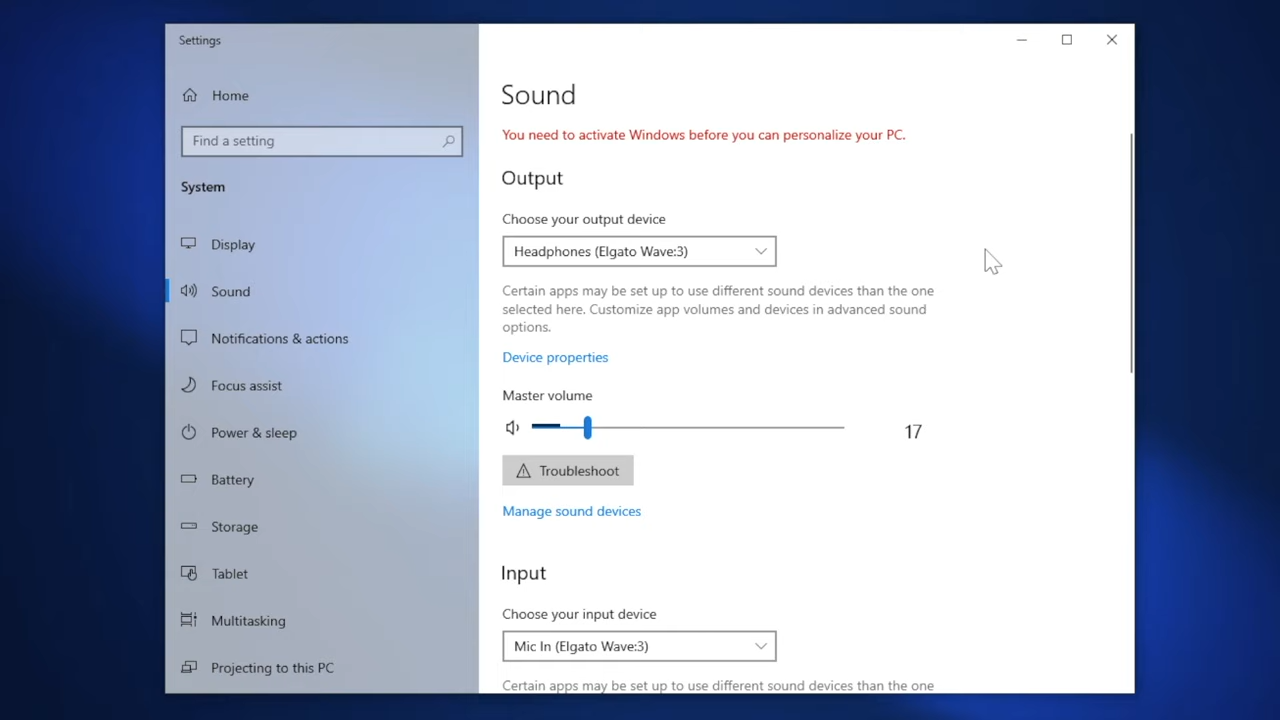 Settings
Home
Find a setting
System
Display
Sound
Notifications & actions
Focus assist
Power & sleep
Battery
Storage
Tablet
Multitasking
Projecting to this PC
Sound
You need to activate Windows before you can personalize your PC.
Output
Choose your output device
Headphones (Elgato Wave:3)
Certain apps may be set up to use different sound devices than the one
selected here. Customize app volumes and devices in advanced sound
options.
Device properties
Master volume
17
Troubleshoot
Manage sound devices
Input
Choose your input device
Mic In (Elgato Wave:3)
Certain apps may be set up to use different sound devices than the one